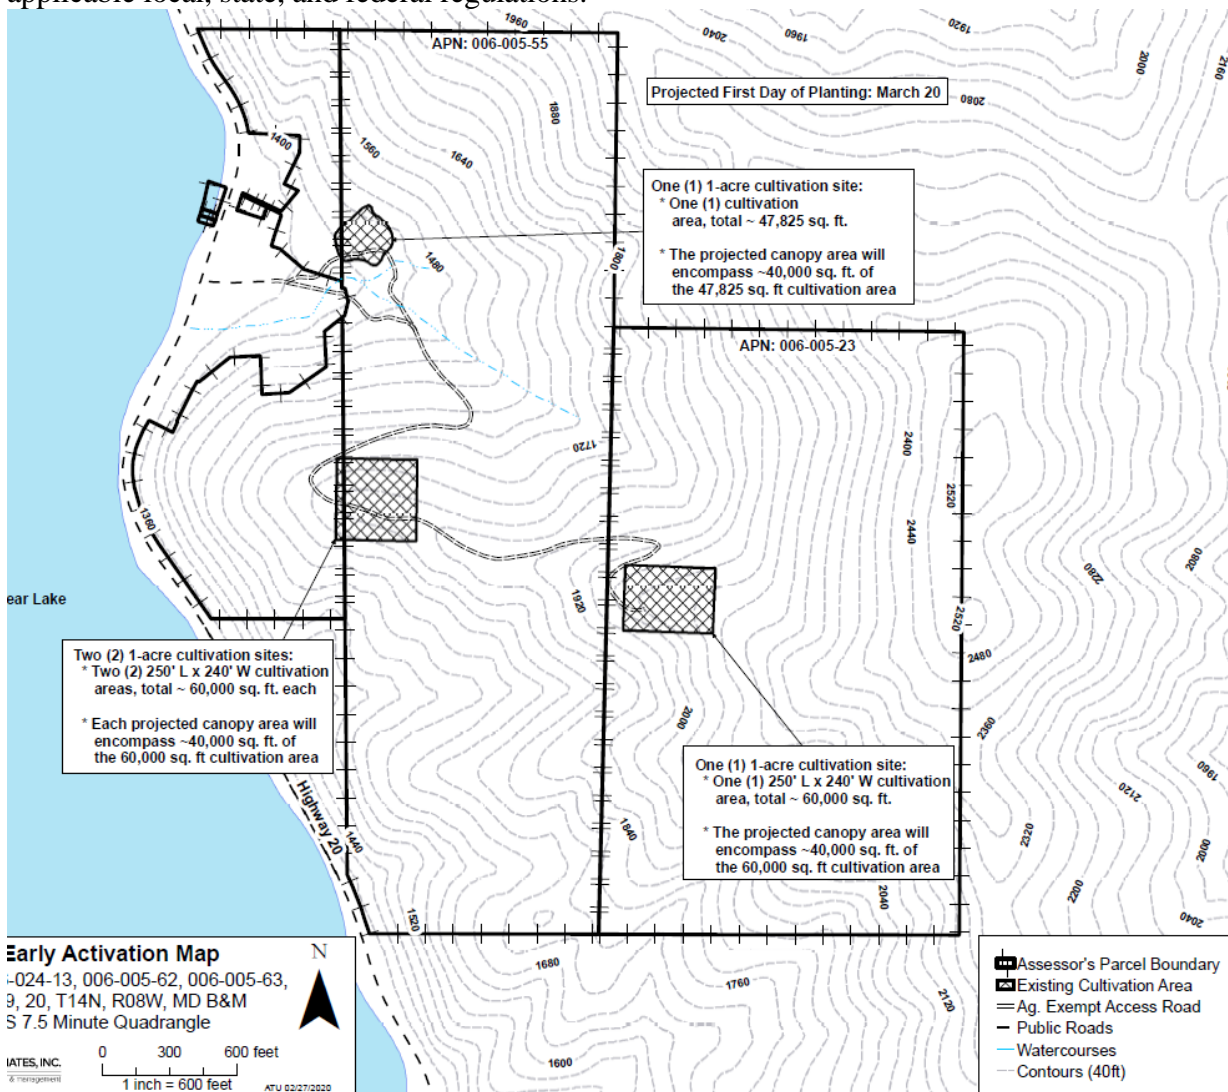 applicable local, state, and federal regulations.
1960
2040
1960
1920
2000
2160
APN: 006-005-55
Projected First Day of Planting: March 20
2080
1880
1400
1560
1640
One (1) 1-acre cultivation site:
* One (1) cultivation
area, total ~ 47,825 sq. ft.
* The projected canopy area will
encompass ~40,000 sq. ft. of
the 47,825 sq. ft cultivation area
1480
1800
APN: 006-005-23
1720
2400
2520
1360
2440
2080
2280
ear Lake
1920
2520
2480
Two (2) 1-acre cultivation sites:
* Two (2) 250' L x 240' W cultivation
areas, total ~ 60,000 sq. ft. each
* Each projected canopy area will
encompass ~40,000 sq. ft. of
the 60,000 sq. ft cultivation area
2000
2360
One (1) 1-acre cultivation site:
* One (1) 250' L x 240' W cultivation
area, total ~ 60,000 sq. ft.
* The projected canopy area will
encompass ~40,000 sq. ft. of
the 60,000 sq. ft cultivation area
1960
2120
Highway 20
1440
1840
2320
2000
2040
2200
2040
1520
1680
1760
2120
1600
Early Activation Map
-024-13, 006-005-62, 006-005-63,
9, 20, T14N, R08W, MD B&M
S 7.5 Minute Quadrangle
N
IATES, INC.
& management
0 300 600 feet
1 inch = 600 feet
ATU 02/27/2020
Assessor's Parcel Boundary
Existing Cultivation Area
Ag. Exempt Access Road
Public Roads
Watercourses
Contours (40ft)